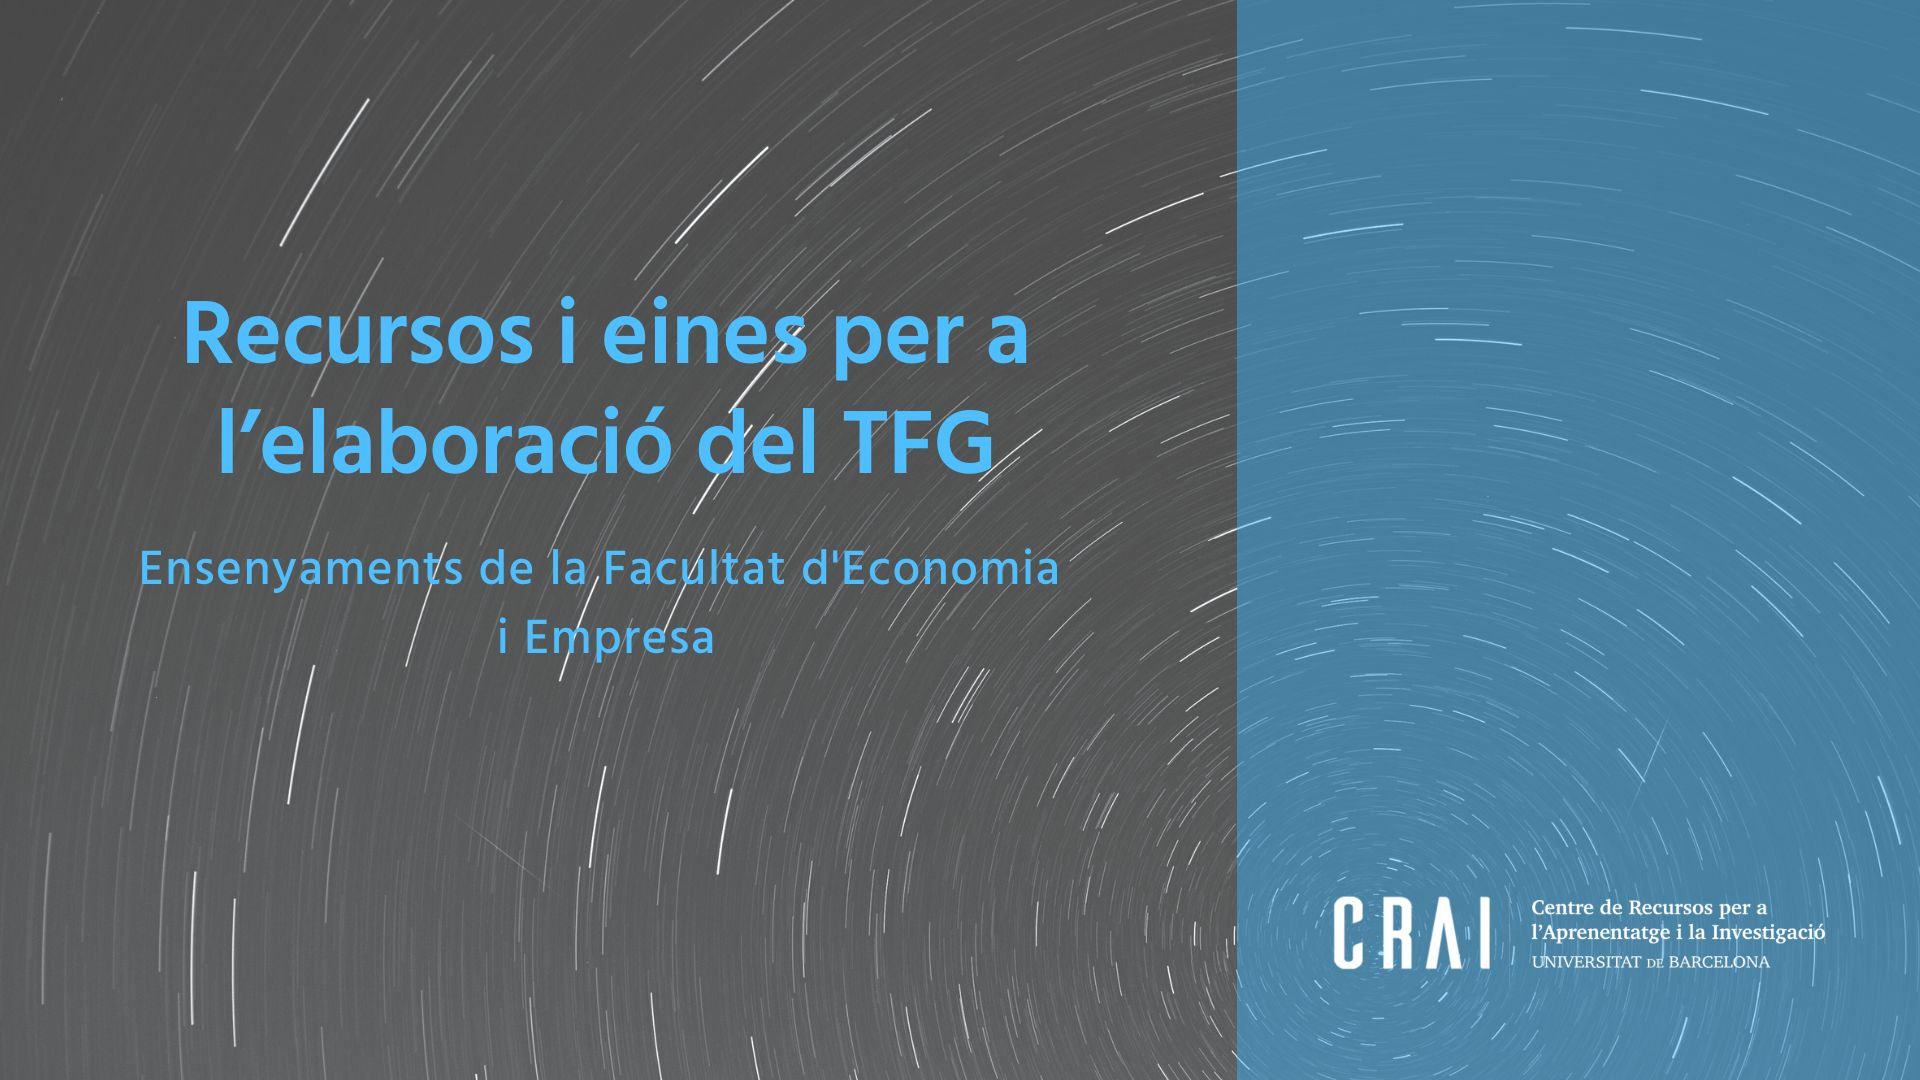 Recursos i eines per a
l’elaboració del TFG
Ensenyaments de la Facultat d'Economia
i Empresa
CRAI
Centre de Recursos per a
l’Aprenentatge i la Investigació
UNIVERSITAT DE BARCELONA